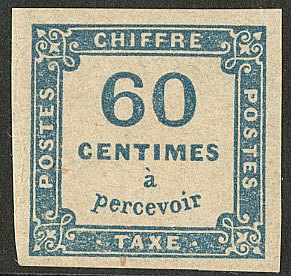 CHIFFRE
POSTES
60
CENTIMES
à
percevoir
POSTES
· TAXE ·